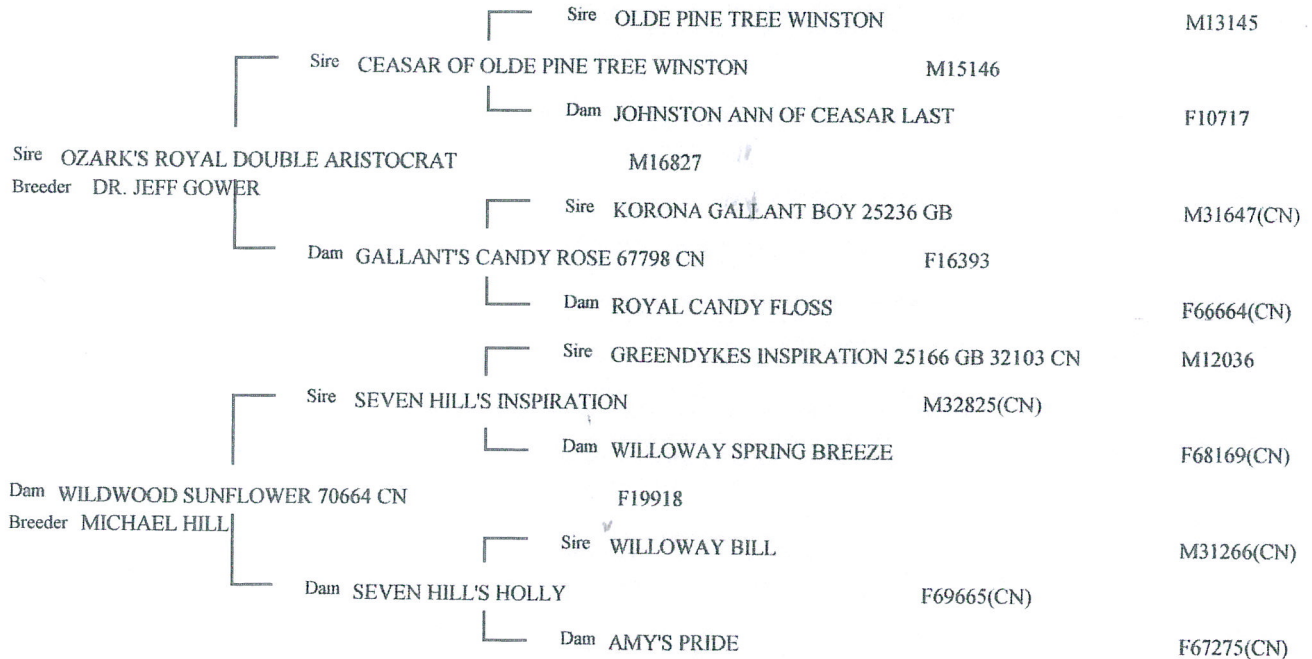 Sire OLDE PINE TREE WINSTON M13145
Sire CEASAR OF OLDE PINE TREE WINSTON M15146
Dam JOHNSTON ANN OF CEASAR LAST F10717
Sire OZARK'S ROYAL DOUBLE ARISTOCRAT M16827
Breeder DR. JEFF GOWER
Sire KORONA GALLANT BOY 25236 GB M31647(CN)
Dam GALLANT'S CANDY ROSE 67798 CN F16393
Dam ROYAL CANDY FLOSS F66664(CN)
Sire GREENDYKES INSPIRATION 25166 GB 32103 CN M12036
Sire SEVEN HILL'S INSPIRATION M32825(CN)
Dam WILLOWAY SPRING BREEZE F68169(CN)
Dam WILDWOOD SUNFLOWER 70664 CN F19918
Breeder MICHAEL HILL
Sire WILLOWAY BILL M31266(CN)
Dam SEVEN HILL'S HOLLY F69665(CN)
Dam AMY'S PRIDE F67275(CN)